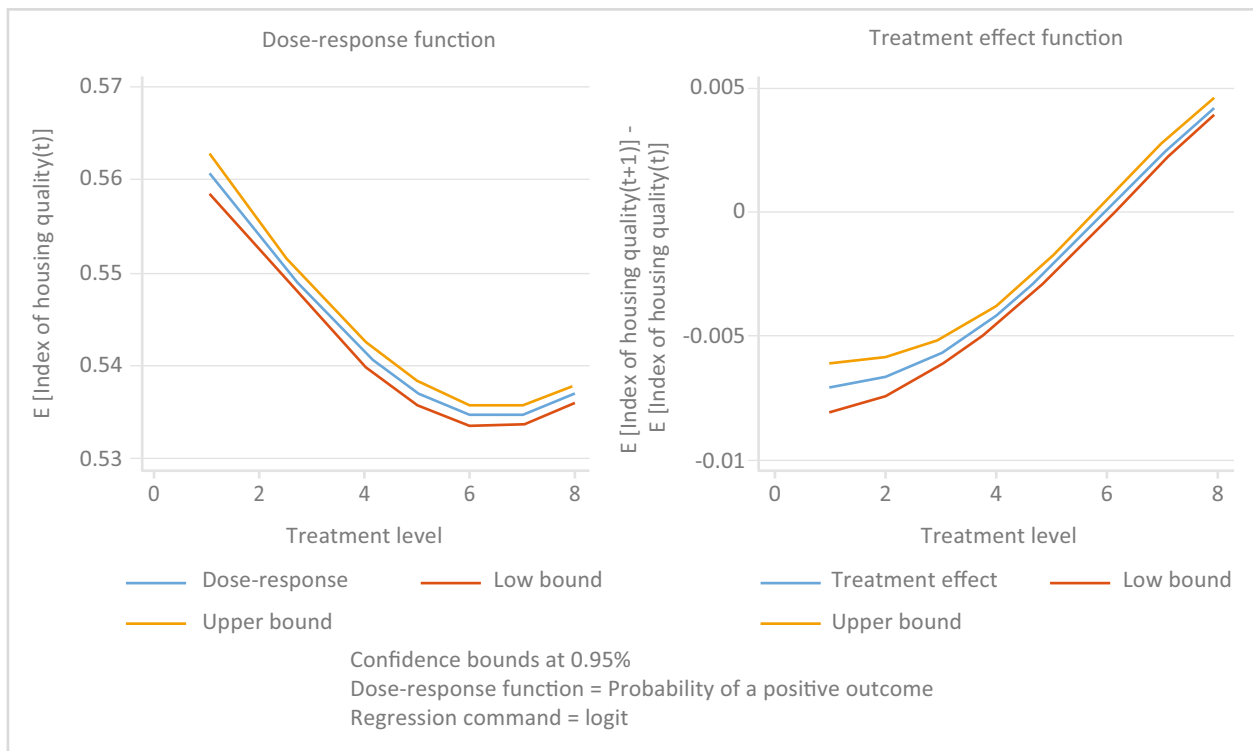 Dose-response function
E [Index of housing quality(t)]
0.57
0.56
0.55
0.54
0.53
0 2 4 6 8
Treatment level
Dose-response
Low bound
Upper bound
Treatment effect function
E [Index of housing quality(t+1)] -
E [Index of housing quality(t)]
0.005
0
-0.005
-0.01
0 2 4 6 8
Treatment level
Treatment effect
Low bound
Upper bound
Confidence bounds at 0.95%
Dose-response function = Probability of a positive outcome
Regression command = logit